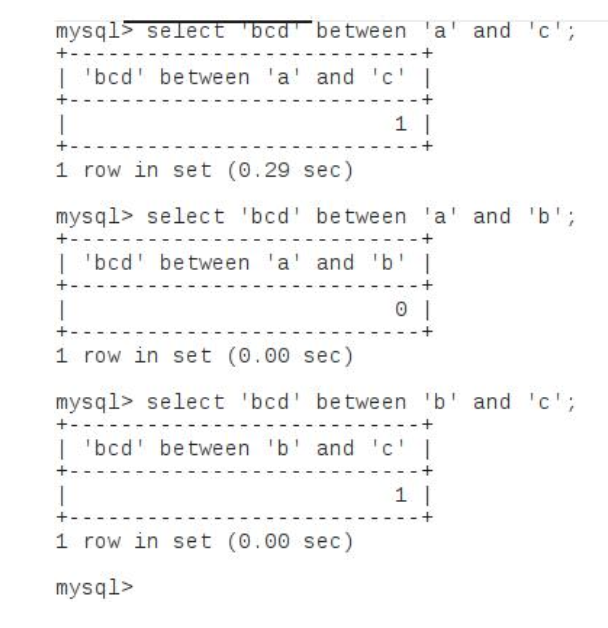 mysql> select 'bcd' between 'a' and 'c';
+---------------------------+
| 'bcd' between 'a' and 'c' |
+---------------------------+
|                         1 |
+---------------------------+
1 row in set (0.29 sec)
mysql> select 'bcd' between 'a' and 'b';
+---------------------------+
| 'bcd' between 'a' and 'b' |
+---------------------------+
|                         0 |
+---------------------------+
1 row in set (0.00 sec)
mysql> select 'bcd' between 'b' and 'c';
+---------------------------+
| 'bcd' between 'b' and 'c' |
+---------------------------+
|                         1 |
+---------------------------+
1 row in set (0.00 sec)
mysql>